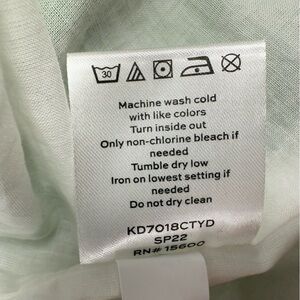 30
Machine wash cold
with like colors
Turn inside out
Only non-chlorine bleach if
needed
Tumble dry low
Iron on lowest setting if
needed
Do not dry clean
KD7018CTYD
SP22
RN# 15600